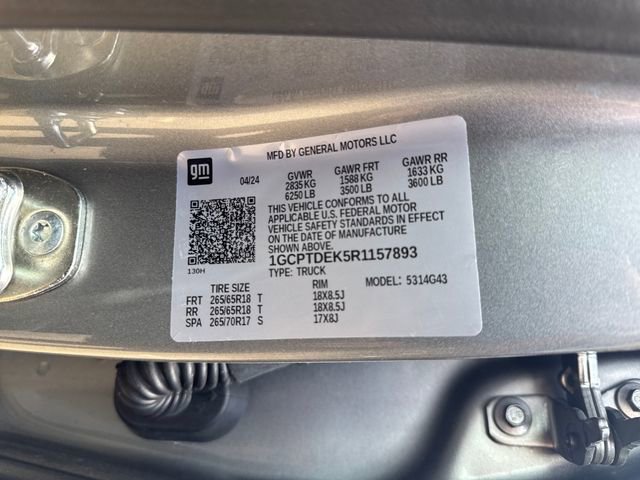 MFD BY GENERAL MOTORS LLC
gm 04/24 GVWR GAWR FRT GAWR RR
2835 KG 1588 KG 1633 KG
6250 LB 3500 LB 3600 LB
THIS VEHICLE CONFORMS TO ALL
APPLICABLE U.S. FEDERAL MOTOR
VEHICLE SAFETY STANDARDS IN EFFECT
ON THE DATE OF MANUFACTURE
SHOWN ABOVE.
1GCPTDEK5R1157893
130H TYPE: TRUCK
TIRE SIZE RIM MODEL: 5314G43
FRT 265/65R18 T 18X8.5J
RR 265/65R18 T 18X8.5J
SPA 265/70R17 S 17X8J